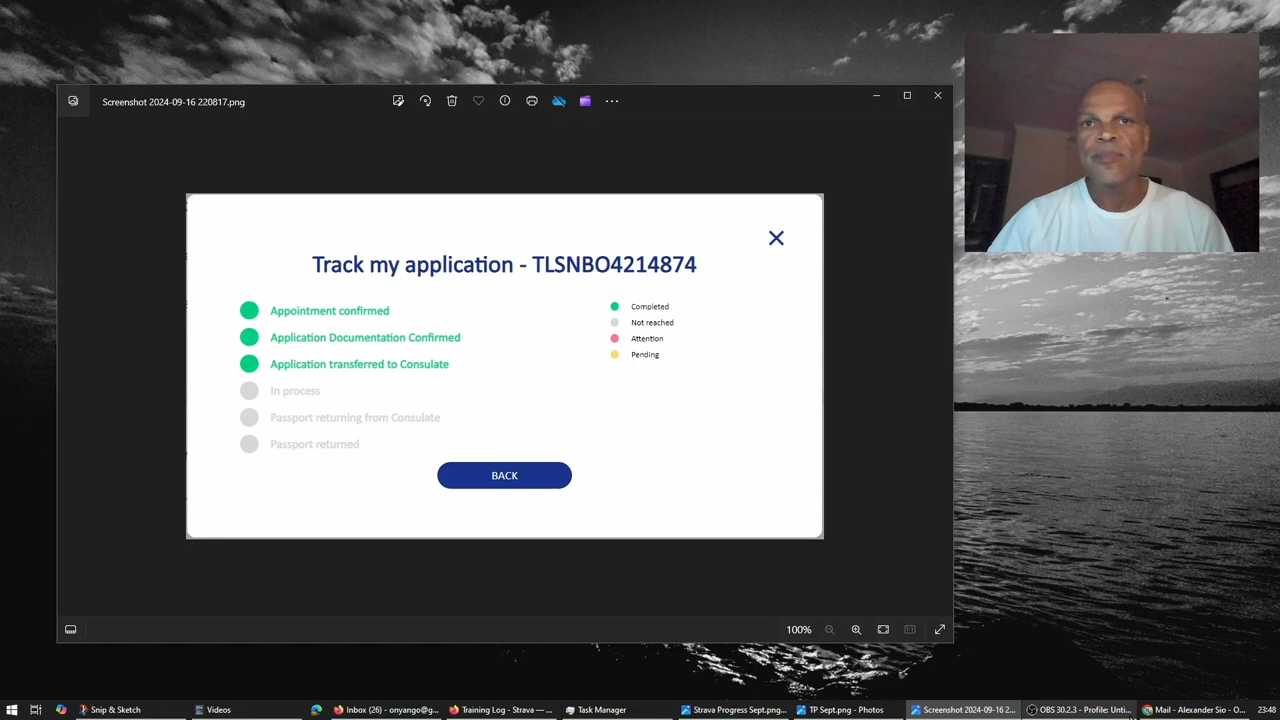 Screenshot 2024-09-16 220817.png
Track my application - TLSNBO4214874
Appointment confirmed
Application Documentation Confirmed
Application transferred to Consulate
In process
Passport returning from Consulate
Passport returned
Completed
Not reached
Attention
Pending
BACK
100%
Snip & Sketch
Videos
Inbox (26) - onyango@g...
Training Log - Strava — ...
Task Manager
Strava Progress Sept.png...
TP Sept.png - Photos
Screenshot 2024-09-16 2...
OBS 30.2.3 - Profile: Unti...
Mail - Alexander Sio - O...
23:48